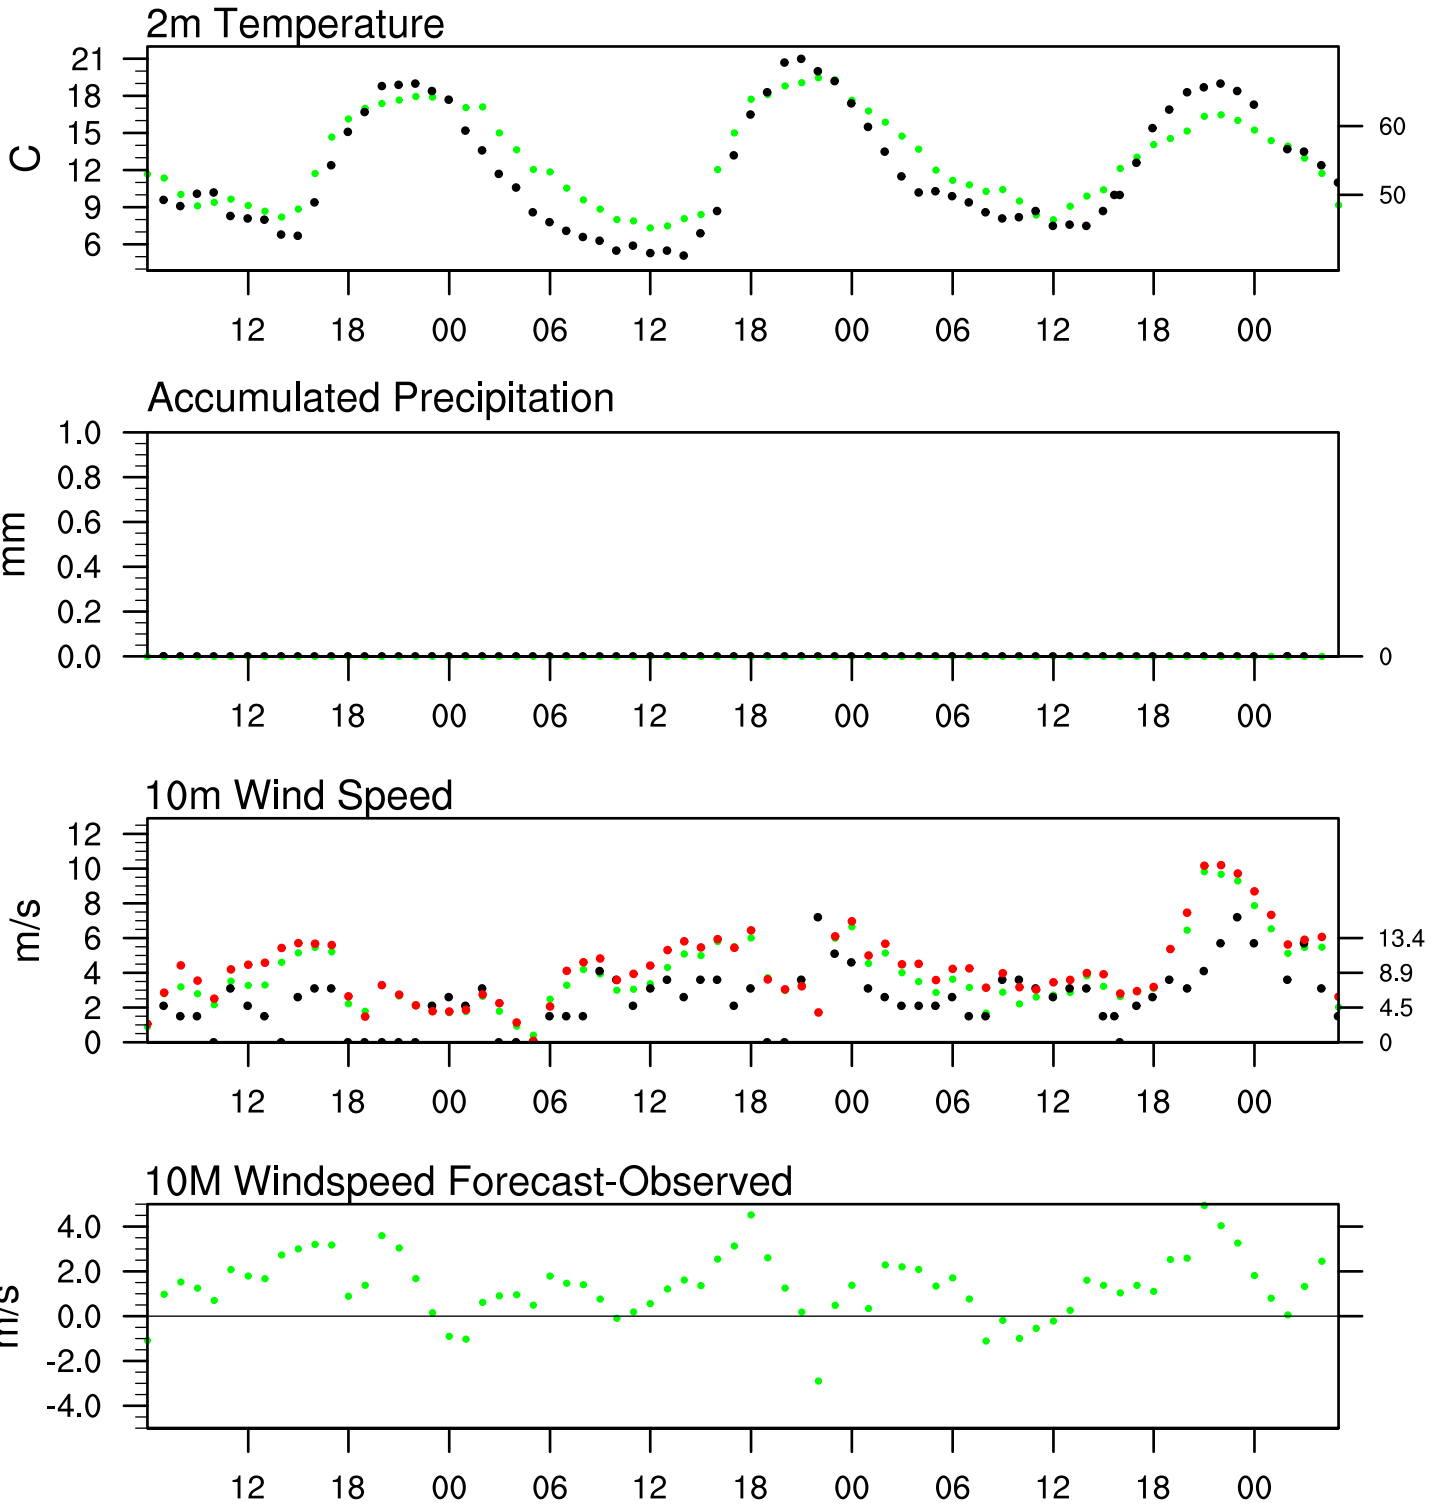 2m Temperature
21
18
15
12
9
6
C
60
50
12 18 00 06 12 18 00 06 12 18 00
Accumulated Precipitation
1.0
0.8
0.6
0.4
0.2
0.0
mm
0
12 18 00 06 12 18 00 06 12 18 00
10m Wind Speed
12
10
8
6
4
2
0
m/s
13.4
8.9
4.5
0
12 18 00 06 12 18 00 06 12 18 00
10M Windspeed Forecast-Observed
4.0
2.0
0.0
-2.0
-4.0
m/s
12 18 00 06 12 18 00 06 12 18 00